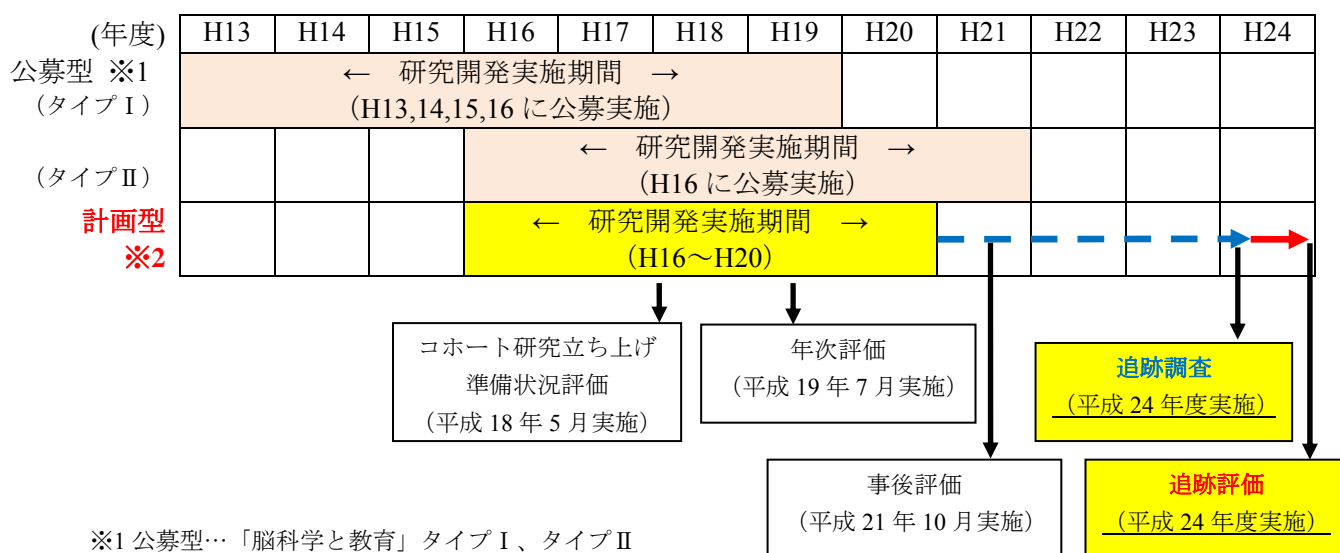 (年度) H13 H14 H15 H16 H17 H18 H19 H20 H21 H22 H23 H24
公募型 ※1
（タイプⅠ）
← 研究開発実施期間 →
（H13,14,15,16 に公募実施）
（タイプⅡ）
← 研究開発実施期間 →
（H16 に公募実施）
計画型
※2
← 研究開発実施期間 →
（H16～H20）
コホート研究立ち上げ
準備状況評価
（平成 18 年 5 月実施）
年次評価
（平成 19 年 7 月実施）
追跡調査
（平成 24 年度実施）
事後評価
（平成 21 年 10 月実施）
追跡評価
（平成 24 年度実施）
※1 公募型…「脳科学と教育」タイプⅠ、タイプⅡ